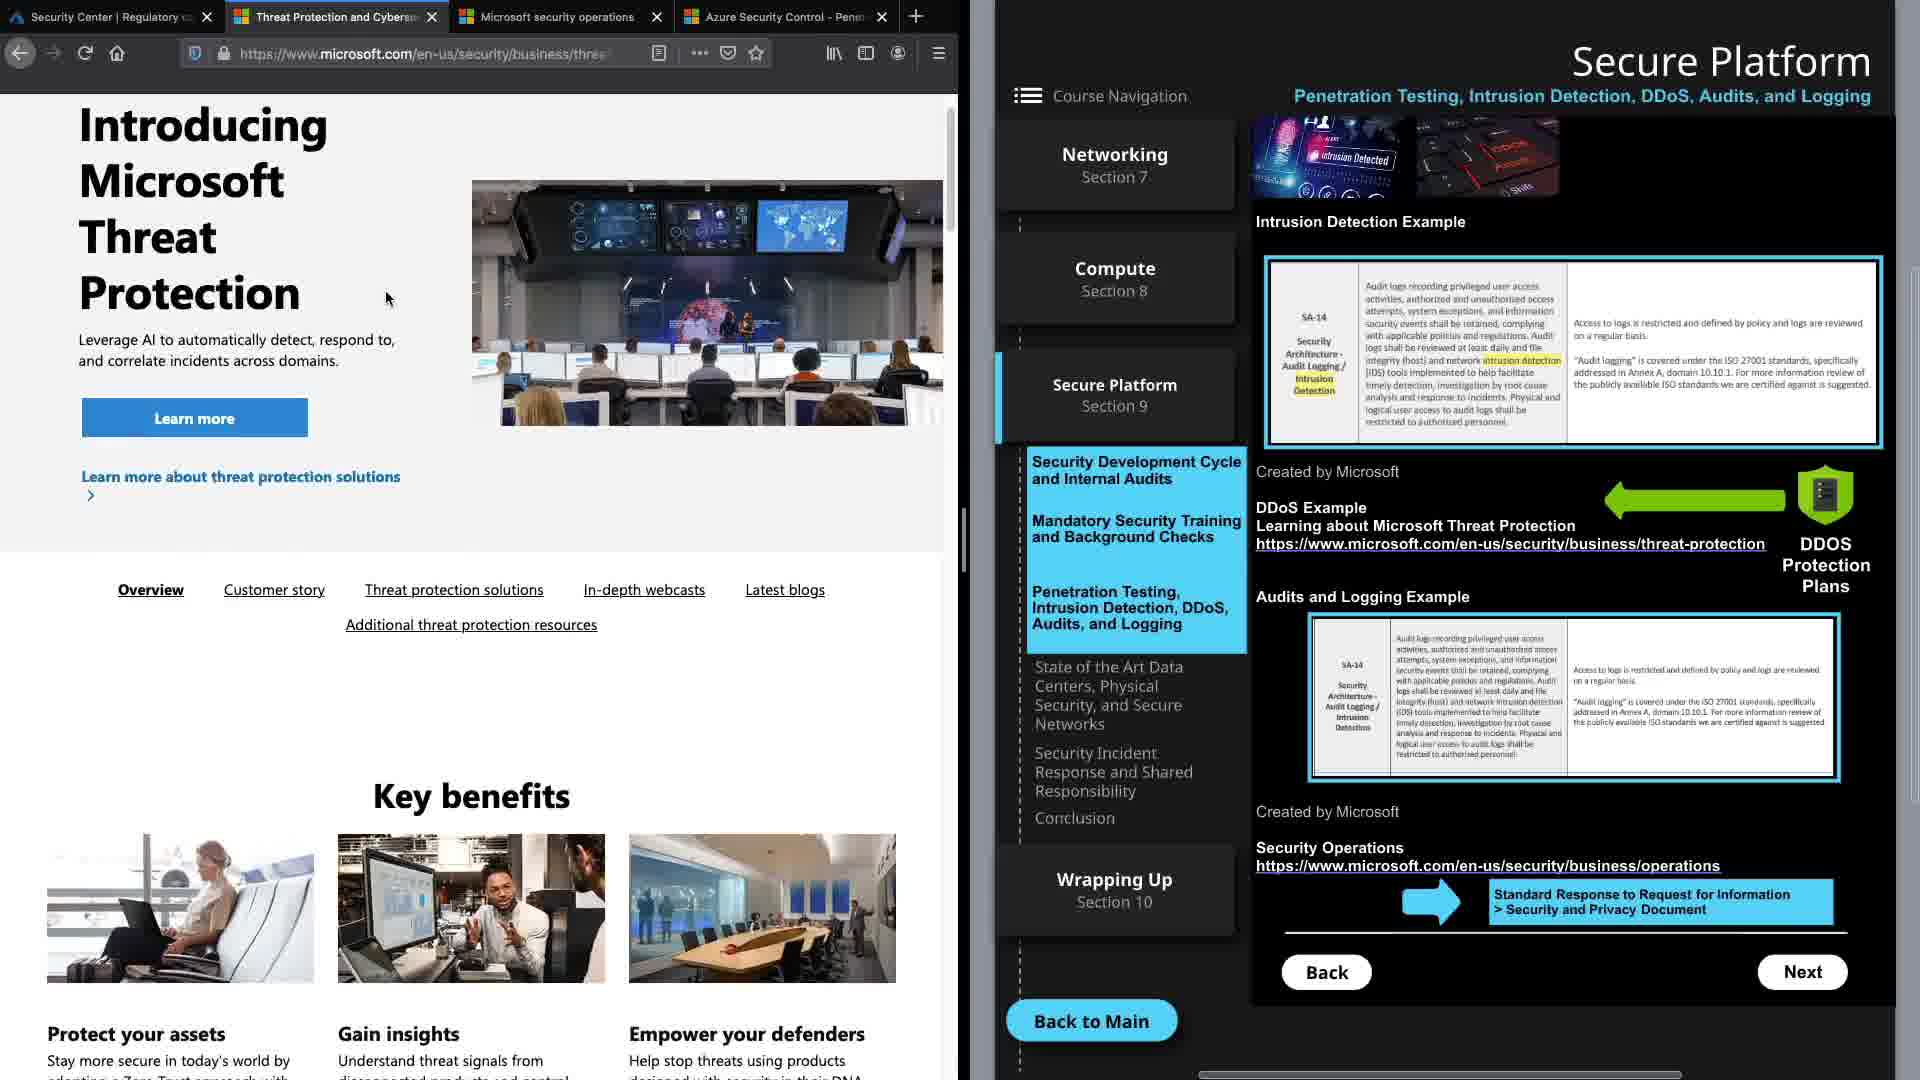 Security Center | Regulatory c
Threat Protection and Cyberse
Microsoft security operations
Azure Security Control - Penet
https://www.microsoft.com/en-us/security/business/threa
Introducing
Microsoft
Threat
Protection
Leverage AI to automatically detect, respond to,
and correlate incidents across domains.
Learn more
Learn more about threat protection solutions
Overview
Customer story
Threat protection solutions
In-depth webcasts
Latest blogs
Additional threat protection resources
Key benefits
Protect your assets
Stay more secure in today's world by
Gain insights
Understand threat signals from
Empower your defenders
Help stop threats using products
Secure Platform
Penetration Testing, Intrusion Detection, DDoS, Audits, and Logging
Course Navigation
Networking
Section 7
Compute
Section 8
Secure Platform
Section 9
Security Development Cycle
and Internal Audits
Mandatory Security Training
and Background Checks
Penetration Testing,
Intrusion Detection, DDoS,
Audits, and Logging
State of the Art Data
Centers, Physical
Security, and Secure
Networks
Security Incident
Response and Shared
Responsibility
Conclusion
Wrapping Up
Section 10
Back to Main
Intrusion Detected
Shift
Intrusion Detection Example
SA-14
Security
Architecture -
Audit Logging /
Intrusion
Detection
Audit logs recording privileged user access
activities, authorized and unauthorized access
attempts, system exceptions, and information
security events shall be retained, complying
with applicable policies and regulations. Audit
logs shall be reviewed at least daily and file
integrity (host) and network intrusion detection
(IDS) tools implemented to help facilitate
timely detection, investigation by root cause
analysis and response to incidents. Physical and
logical user access to audit logs shall be
restricted to authorized personnel.
Access to logs is restricted and defined by policy and logs are reviewed
on a regular basis.
"Audit logging" is covered under the ISO 27001 standards, specifically
addressed in Annex A, domain 10.10.1. For more information review of
the publicly available ISO standards we are certified against is suggested.
Created by Microsoft
DDoS Example
Learning about Microsoft Threat Protection
https://www.microsoft.com/en-us/security/business/threat-protection
DDOS
Protection
Plans
Audits and Logging Example
SA-14
Security
Architecture -
Audit Logging /
Intrusion
Detection
Audit logs recording privileged user access
activities, authorized and unauthorized access
attempts, system exceptions, and information
security events shall be retained, complying
with applicable policies and regulations. Audit
logs shall be reviewed at least daily and file
integrity (host) and network intrusion detection
(IDS) tools implemented to help facilitate
timely detection, investigation by root cause
analysis and response to incidents. Physical and
logical user access to audit logs shall be
restricted to authorized personnel.
Access to logs is restricted and defined by policy and logs are reviewed
on a regular basis.
"Audit logging" is covered under the ISO 27001 standards, specifically
addressed in Annex A, domain 10.10.1. For more information review of
the publicly available ISO standards we are certified against is suggested
Created by Microsoft
Security Operations
https://www.microsoft.com/en-us/security/business/operations
Standard Response to Request for Information
> Security and Privacy Document
Back
Next